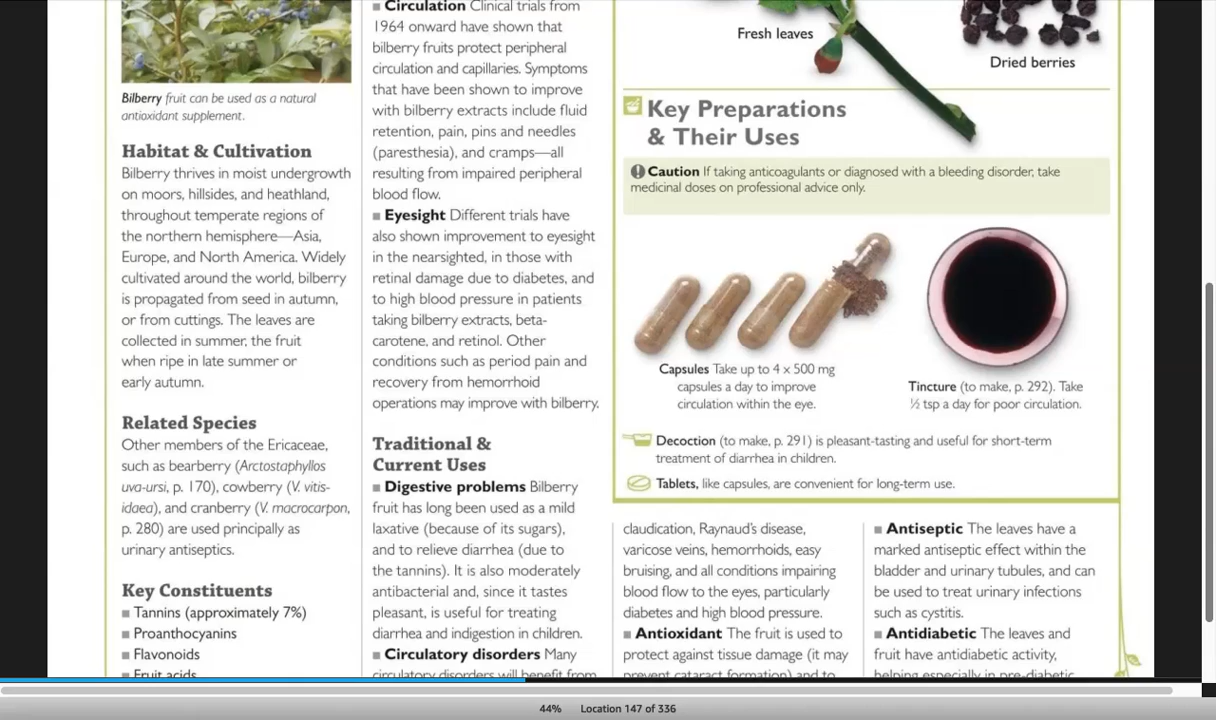 Bilberry fruit can be used as a natural
antioxidant supplement.
Habitat & Cultivation
Bilberry thrives in moist undergrowth
on moors, hillsides, and heathland,
throughout temperate regions of
the northern hemisphere—Asia,
Europe, and North America. Widely
cultivated around the world, bilberry
is propagated from seed in autumn,
or from cuttings. The leaves are
collected in summer, the fruit
when ripe in late summer or
early autumn.
Related Species
Other members of the Ericaceae,
such as bearberry (Arctostaphyllos
uva-ursi, p. 170), cowberry (V. vitis-
idaea), and cranberry (V. macrocarpon,
p. 280) are used principally as
urinary antiseptics.
Key Constituents
■ Tannins (approximately 7%)
■ Proanthocyanins
■ Flavonoids
■ Fruit acids
■ Circulation Clinical trials from
1964 onward have shown that
bilberry fruits protect peripheral
circulation and capillaries. Symptoms
that have been shown to improve
with bilberry extracts include fluid
retention, pain, pins and needles
(paresthesia), and cramps—all
resulting from impaired peripheral
blood flow.
■ Eyesight Different trials have
also shown improvement to eyesight
in the nearsighted, in those with
retinal damage due to diabetes, and
to high blood pressure in patients
taking bilberry extracts, beta-
carotene, and retinol. Other
conditions such as period pain and
recovery from hemorrhoid
operations may improve with bilberry.
Traditional &
Current Uses
■ Digestive problems Bilberry
fruit has long been used as a mild
laxative (because of its sugars),
and to relieve diarrhea (due to
the tannins). It is also moderately
antibacterial and, since it tastes
pleasant, is useful for treating
diarrhea and indigestion in children.
■ Circulatory disorders Many
circulatory disorders will benefit from
Fresh leaves
Dried berries
Key Preparations
& Their Uses
Caution If taking anticoagulants or diagnosed with a bleeding disorder, take
medicinal doses on professional advice only.
Capsules Take up to 4 x 500 mg
capsules a day to improve
circulation within the eye.
Tincture (to make, p. 292). Take
½ tsp a day for poor circulation.
Decoction (to make, p. 291) is pleasant-tasting and useful for short-term
treatment of diarrhea in children.
Tablets, like capsules, are convenient for long-term use.
claudication, Raynaud's disease,
varicose veins, hemorrhoids, easy
bruising, and all conditions impairing
blood flow to the eyes, particularly
diabetes and high blood pressure.
■ Antioxidant The fruit is used to
protect against tissue damage (it may
prevent cataract formation) and to
■ Antiseptic The leaves have a
marked antiseptic effect within the
bladder and urinary tubules, and can
be used to treat urinary infections
such as cystitis.
■ Antidiabetic The leaves and
fruit have antidiabetic activity,
helping especially in pre-diabetic
44% Location 147 of 336